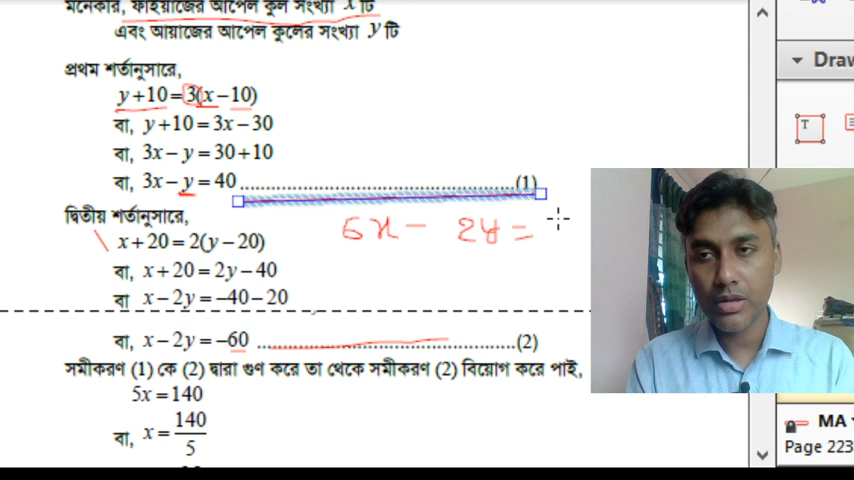 মনেকরি, ফাইয়াজের আপেল কুল সংখ্যা x টি
এবং আয়াজের আপেল কুলের সংখ্যা y টি
প্রথম শর্তানুসারে,
y+10=3(x−10)
বা, y+10=3x−30
বা, 3x−y=30+10
বা, 3x−y=40 ......................................................(1)
দ্বিতীয় শর্তানুসারে,
6x − 2y =
x+20=2(y−20)
বা, x+20=2y−40
বা x−2y=−40−20
বা, x−2y=−60 ..................................................(2)
সমীকরণ (1) কে (2) দ্বারা গুণ করে তা থেকে সমীকরণ (2) বিয়োগ করে পাই,
5x=140
বা, x= 140
5
Draw
T
MA
Page 223